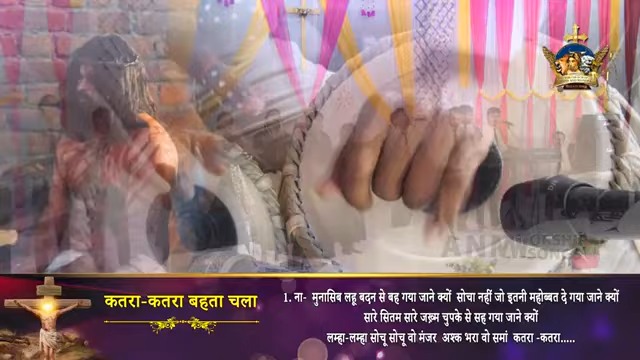 कतरा-कतरा बहता चला
1. ना- मुनासिब लहू बदन से बह गया जाने क्यों सोचा नहीं जो इतनी महोब्बत दे गया जाने क्यों
सारे सितम सारे जख़्म चुपके से सह गया जाने क्यों
लम्हा-लम्हा सोचू सोचू वो मंजर अश्क भरा वो समां कतरा -कतरा.....